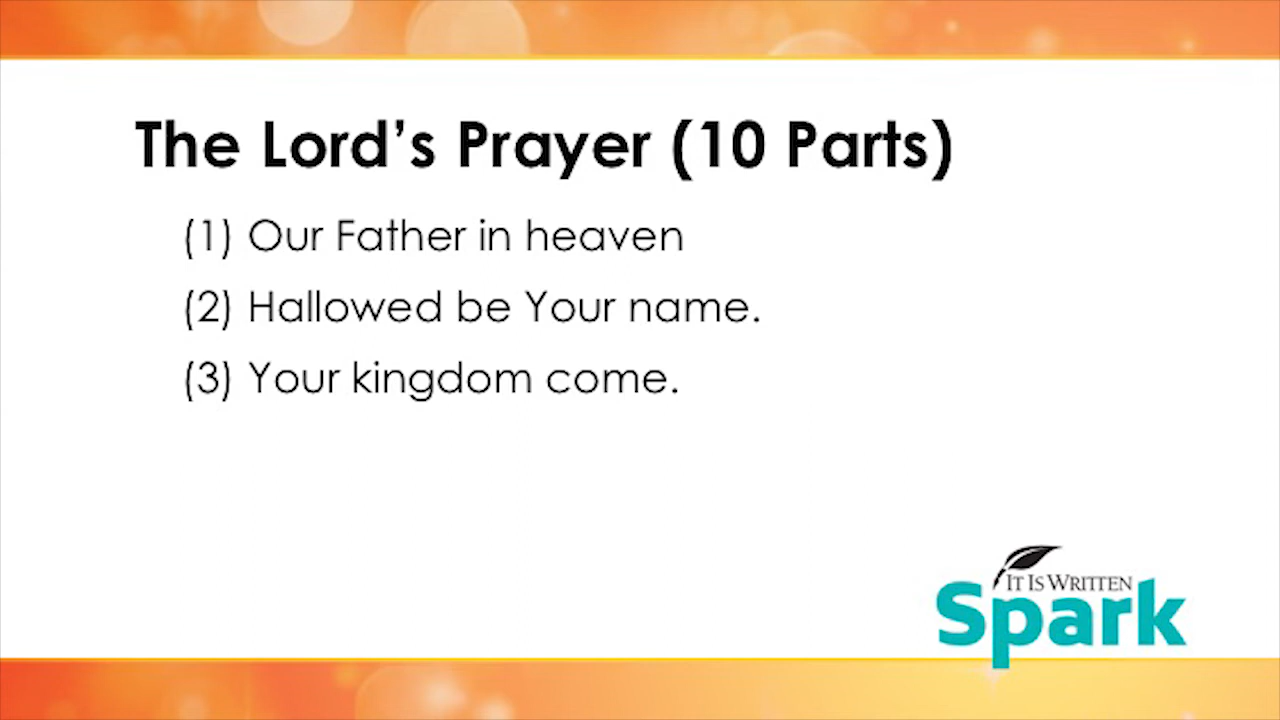 The Lord’s Prayer (10 Parts)
(1) Our Father in heaven
(2) Hallowed be Your name.
(3) Your kingdom come.
IT IS WRITTEN
Spark